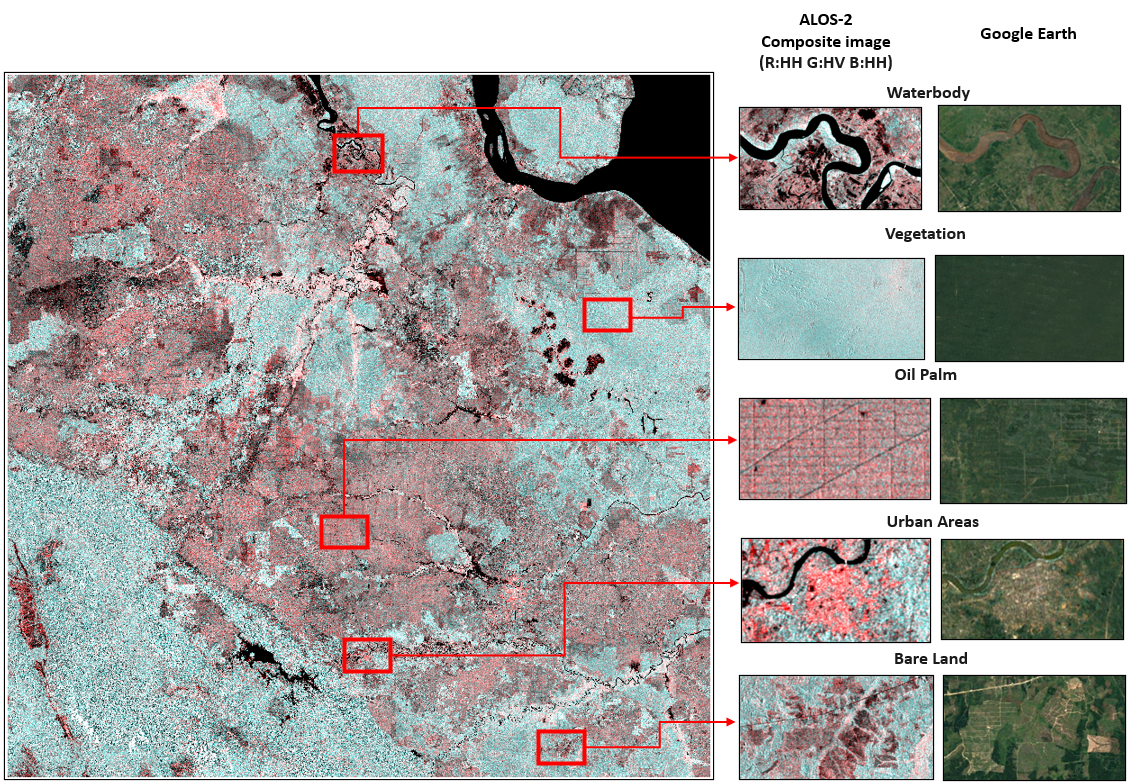 ALOS-2
Composite image
(R:HH G:HV B:HH)
Google Earth
Waterbody
Vegetation
Oil Palm
Urban Areas
Bare Land